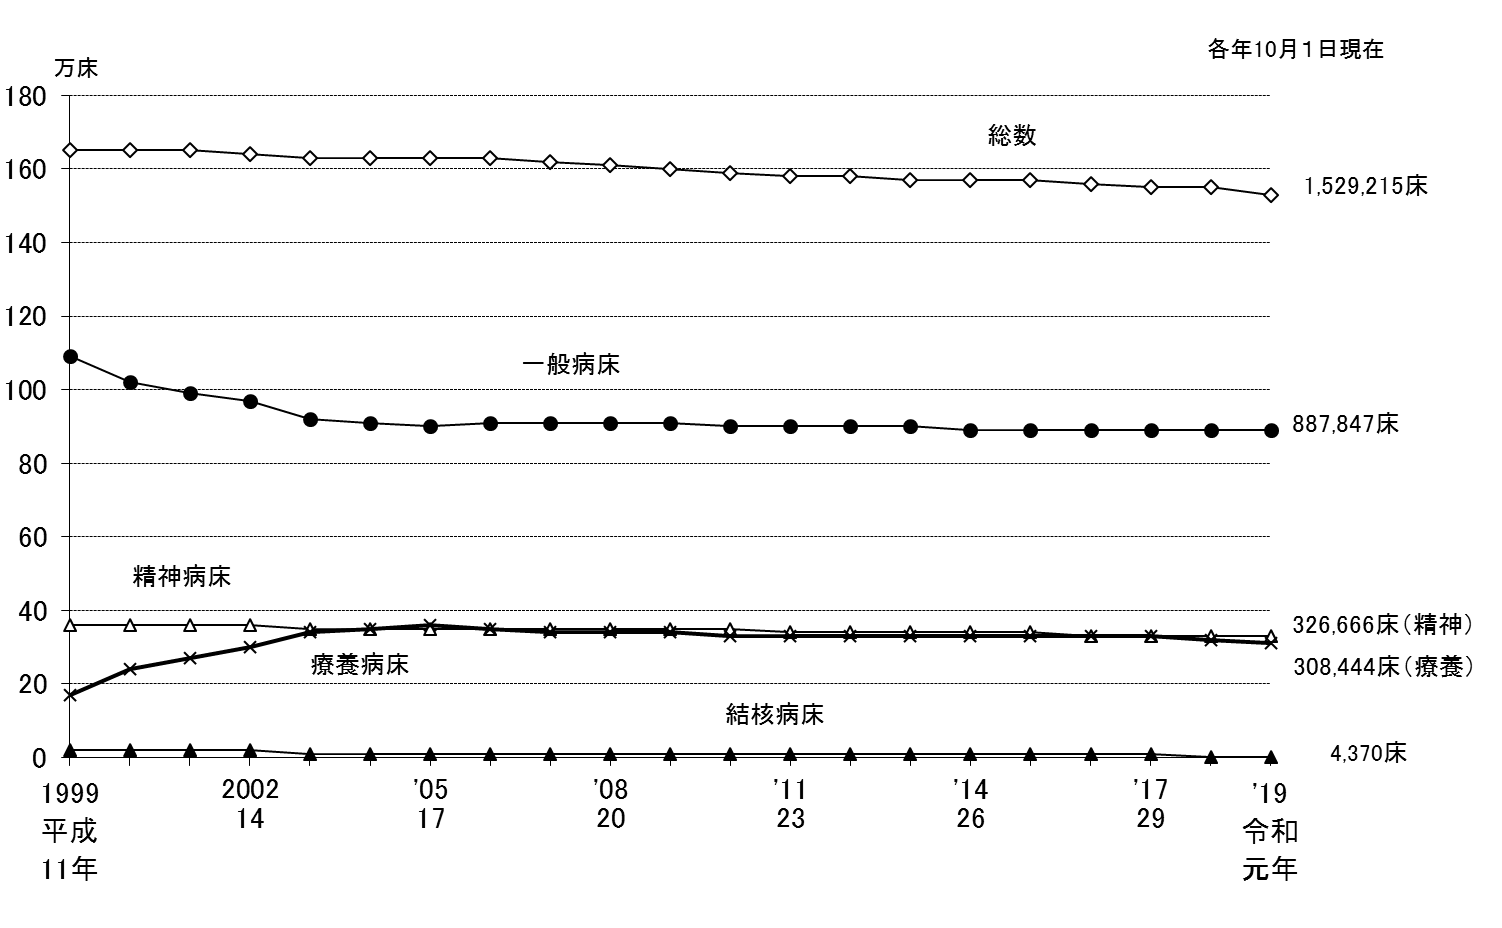 各年10月１日現在
万床
180
総数
160
1,529,215床
140
120
一般病床
100
887,847床
80
60
精神病床
40
326,666床（精神）
療養病床
308,444床（療養）
20
結核病床
0
4,370床
1999 2002 ’05 ’08 ’11 ’14 ’17 ’19
平成 14 17 20 23 26 29 令和
11年 元年